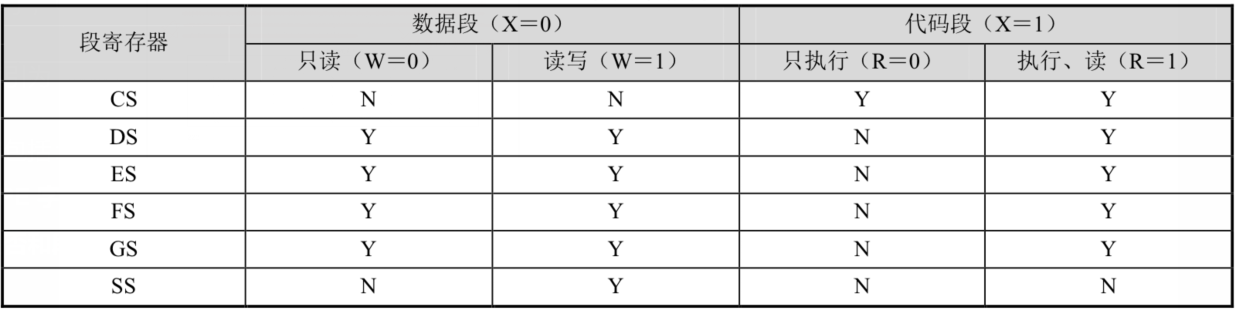 段寄存器 数据段（X＝0） 代码段（X＝1）
只读（W＝0） 读写（W＝1） 只执行（R＝0） 执行、读（R＝1）
CS N N Y Y
DS Y Y N Y
ES Y Y N Y
FS Y Y N Y
GS Y Y N Y
SS N Y N N